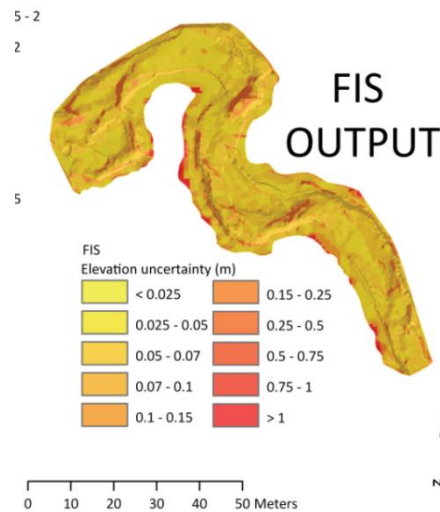 5 - 2
2
5
FIS
OUTPUT
FIS
Elevation uncertainty (m)
< 0.025
0.025 - 0.05
0.05 - 0.07
0.07 - 0.1
0.1 - 0.15
0.15 - 0.25
0.25 - 0.5
0.5 - 0.75
0.75 - 1
> 1
0 10 20 30 40 50 Meters
N